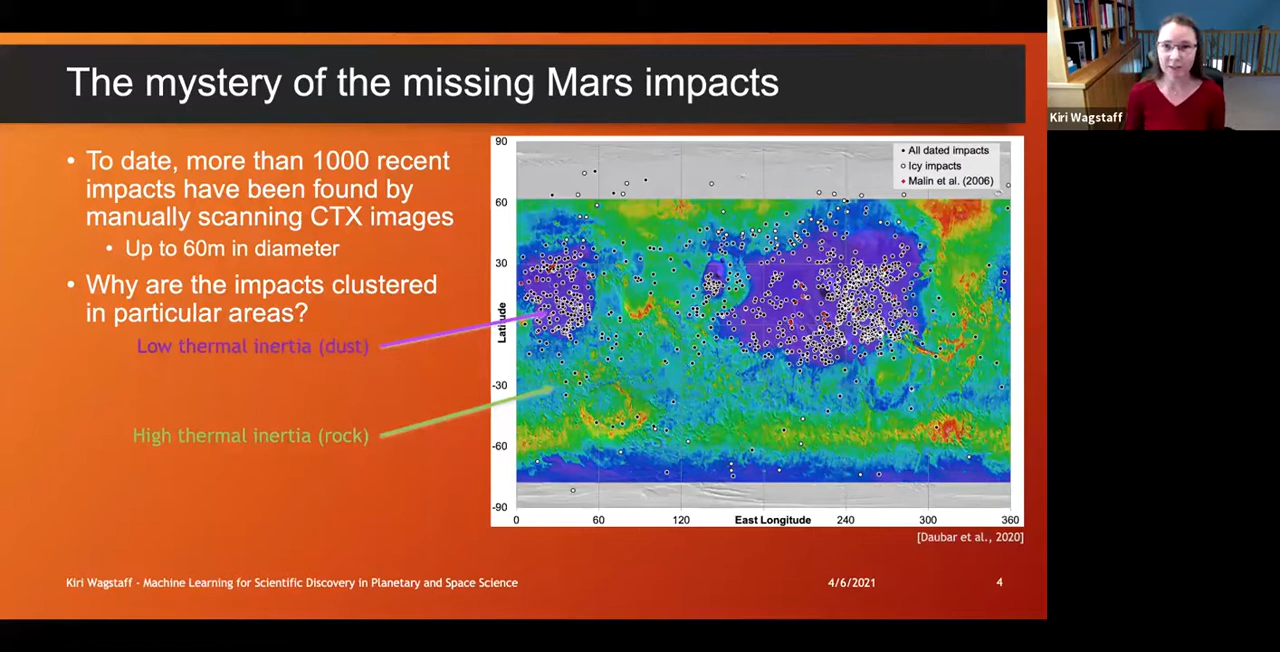 The mystery of the missing Mars impacts
• To date, more than 1000 recent
impacts have been found by
manually scanning CTX images
• Up to 60m in diameter
• Why are the impacts clustered
in particular areas?
Low thermal inertia (dust)
High thermal inertia (rock)
90
60
30
-30
-60
-90
Latitude
All dated impacts
Icy impacts
Malin et al. (2006)
0
60
120
East Longitude
240
300
360
[Daubar et al., 2020]
Kiri Wagstaff - Machine Learning for Scientific Discovery in Planetary and Space Science
4/6/2021
4
Kiri Wagstaff